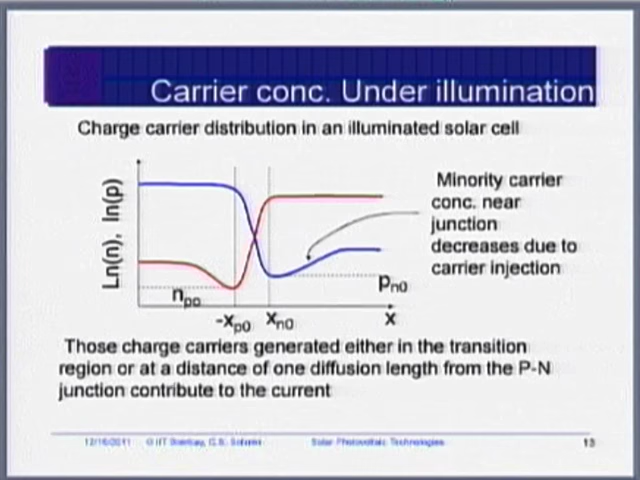 Carrier conc. Under illumination
Charge carrier distribution in an illuminated solar cell
Ln(n), ln(p)
Minority carrier
conc. near
junction
decreases due to
carrier injection
npo
pn0
-xp0 xn0 x
Those charge carriers generated either in the transition
region or at a distance of one diffusion length from the P-N
junction contribute to the current
12/16/2011 © IIT Bombay, C.S. Solanki Solar Photovoltaic Technologies 13